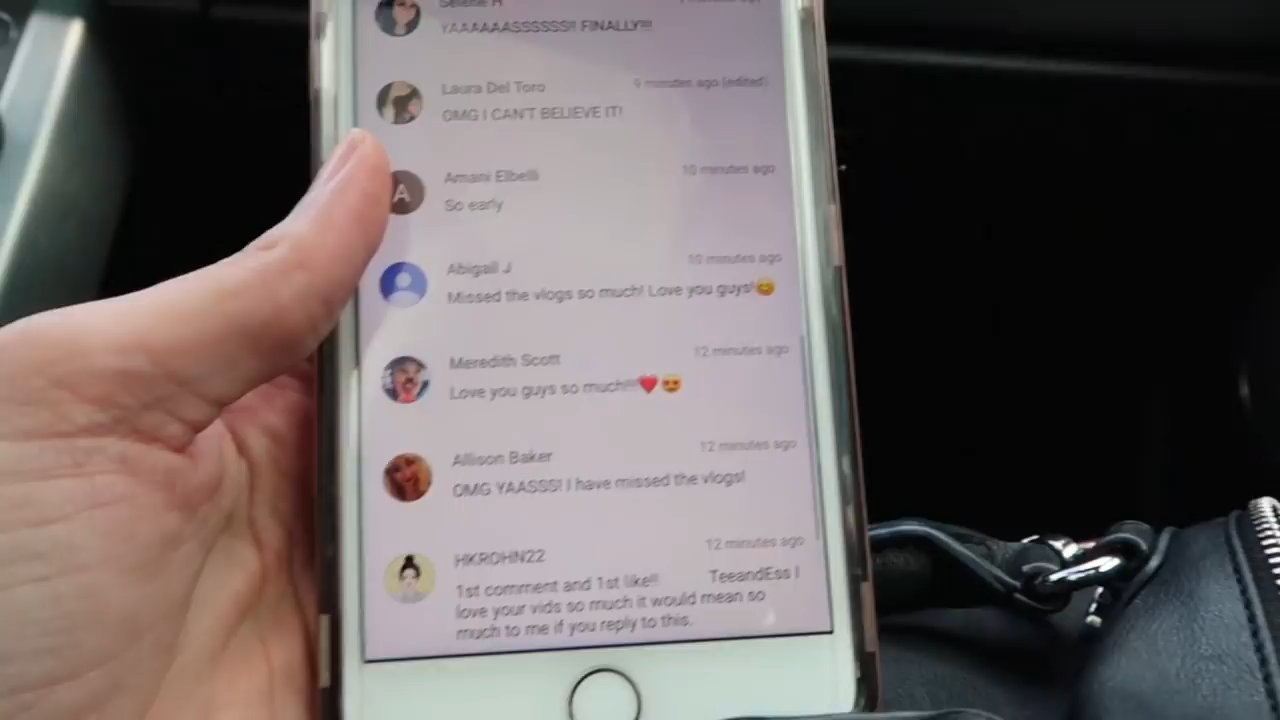 Selene H
YAAAAAASSSSSS!! FINALLY!!!
Laura Del Toro
9 minutes ago (edited)
OMG I CAN'T BELIEVE IT!
Amani Elbelli
10 minutes ago
A
So early
Abigail J
10 minutes ago
Missed the vlogs so much! Love you guys!😊
Meredith Scott
12 minutes ago
Love you guys so much!!!❤️😍
Allison Baker
12 minutes ago
OMG YAASSS! I have missed the vlogs!
HKROHN22
12 minutes ago
1st comment and 1st like!! TeeandEss I
love your vids so much it would mean so
much to me if you reply to this.